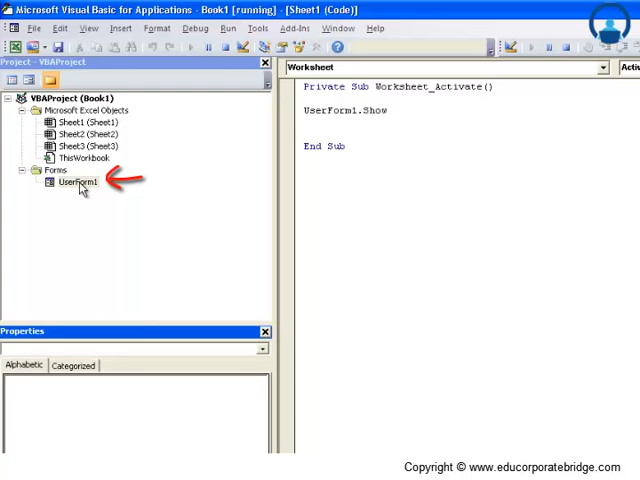 Microsoft Visual Basic for Applications - Book1 [running] - [Sheet1 (Code)]
File Edit View Insert Format Debug Run Tools Add-Ins Window Help
Project - VBAProject
VBAProject (Book1)
Microsoft Excel Objects
Sheet1 (Sheet1)
Sheet2 (Sheet2)
Sheet3 (Sheet3)
ThisWorkbook
Forms
UserForm1
Properties
Alphabetic Categorized
Worksheet
Activ
Private Sub Worksheet_Activate()
UserForm1.Show
End Sub
Copyright © www.educorporatebridge.com